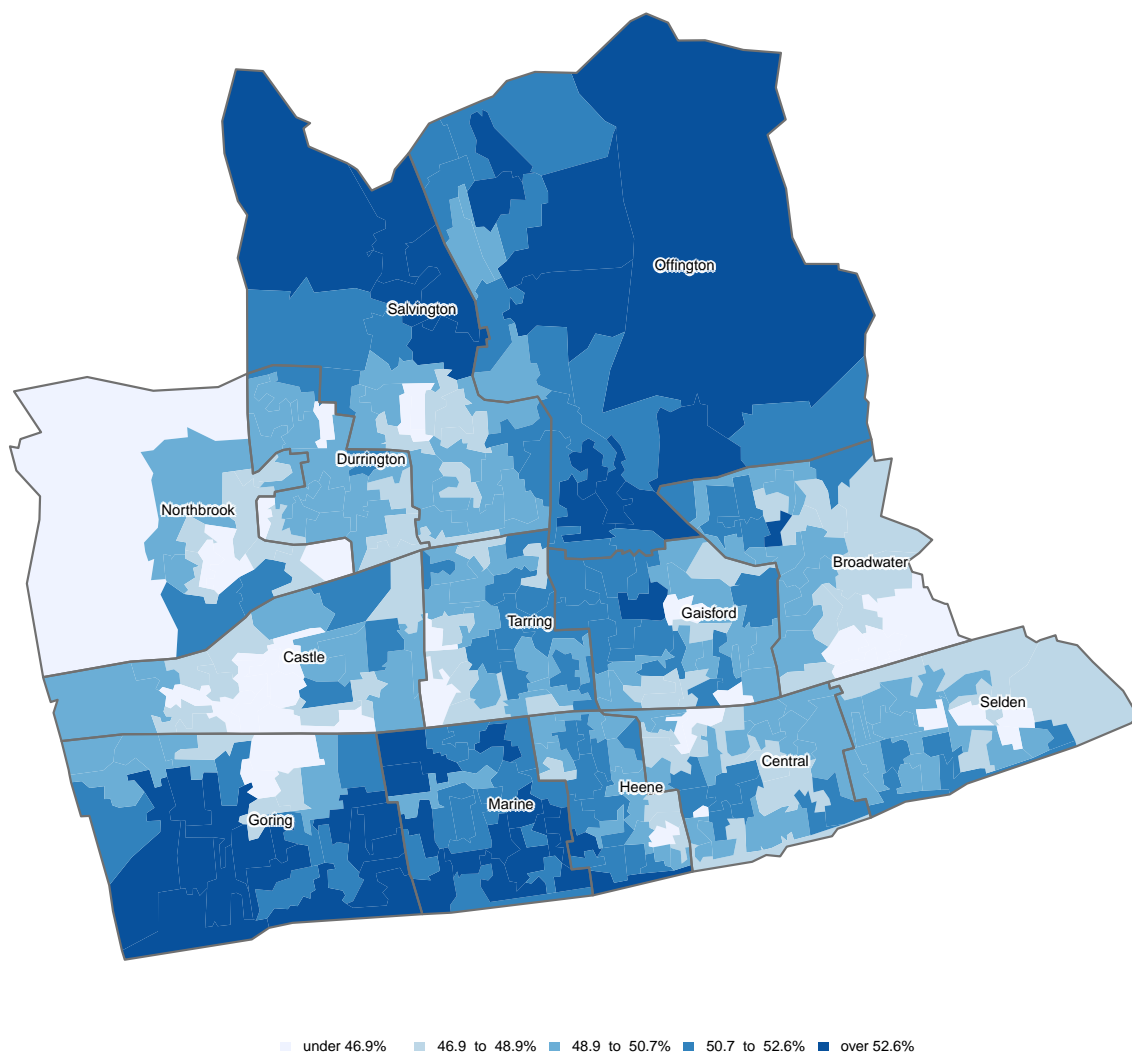 Offington
Salvington
Durrington
Northbrook
Broadwater
Gaisford
Tarring
Castle
Selden
Central
Heene
Marine
Goring
under 46.9% 46.9 to 48.9% 48.9 to 50.7% 50.7 to 52.6% over 52.6%